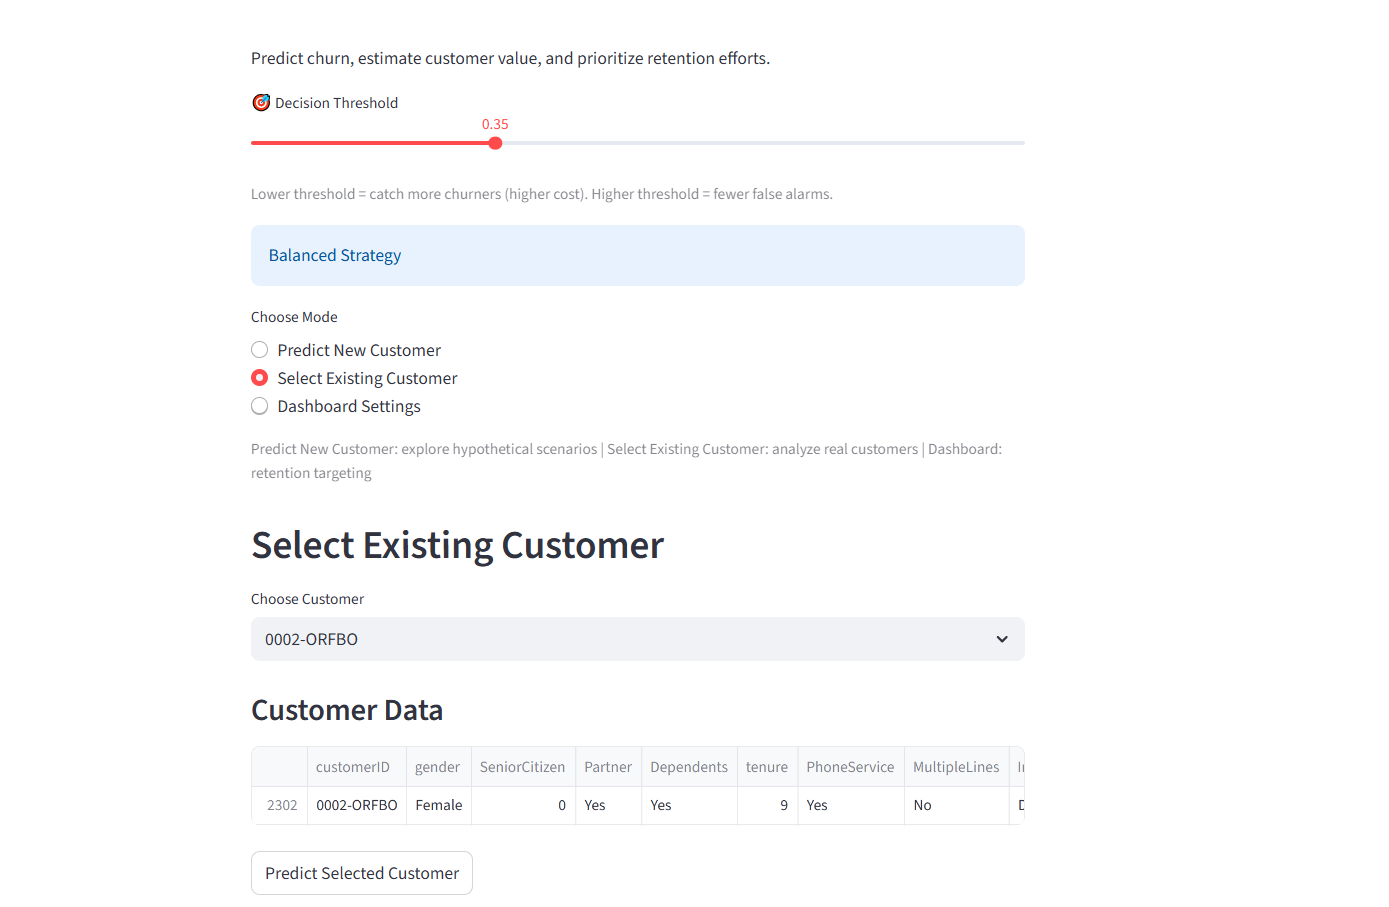 Predict churn, estimate customer value, and prioritize retention efforts.
🎯 Decision Threshold
0.35
Lower threshold = catch more churners (higher cost). Higher threshold = fewer false alarms.
Balanced Strategy
Choose Mode
Predict New Customer
Select Existing Customer
Dashboard Settings
Predict New Customer: explore hypothetical scenarios | Select Existing Customer: analyze real customers | Dashboard:
retention targeting
Select Existing Customer
Choose Customer
0002-ORFBO
Customer Data
customerID gender SeniorCitizen Partner Dependents tenure PhoneService MultipleLines
2302 0002-ORFBO Female 0 Yes Yes 9 Yes No
Predict Selected Customer